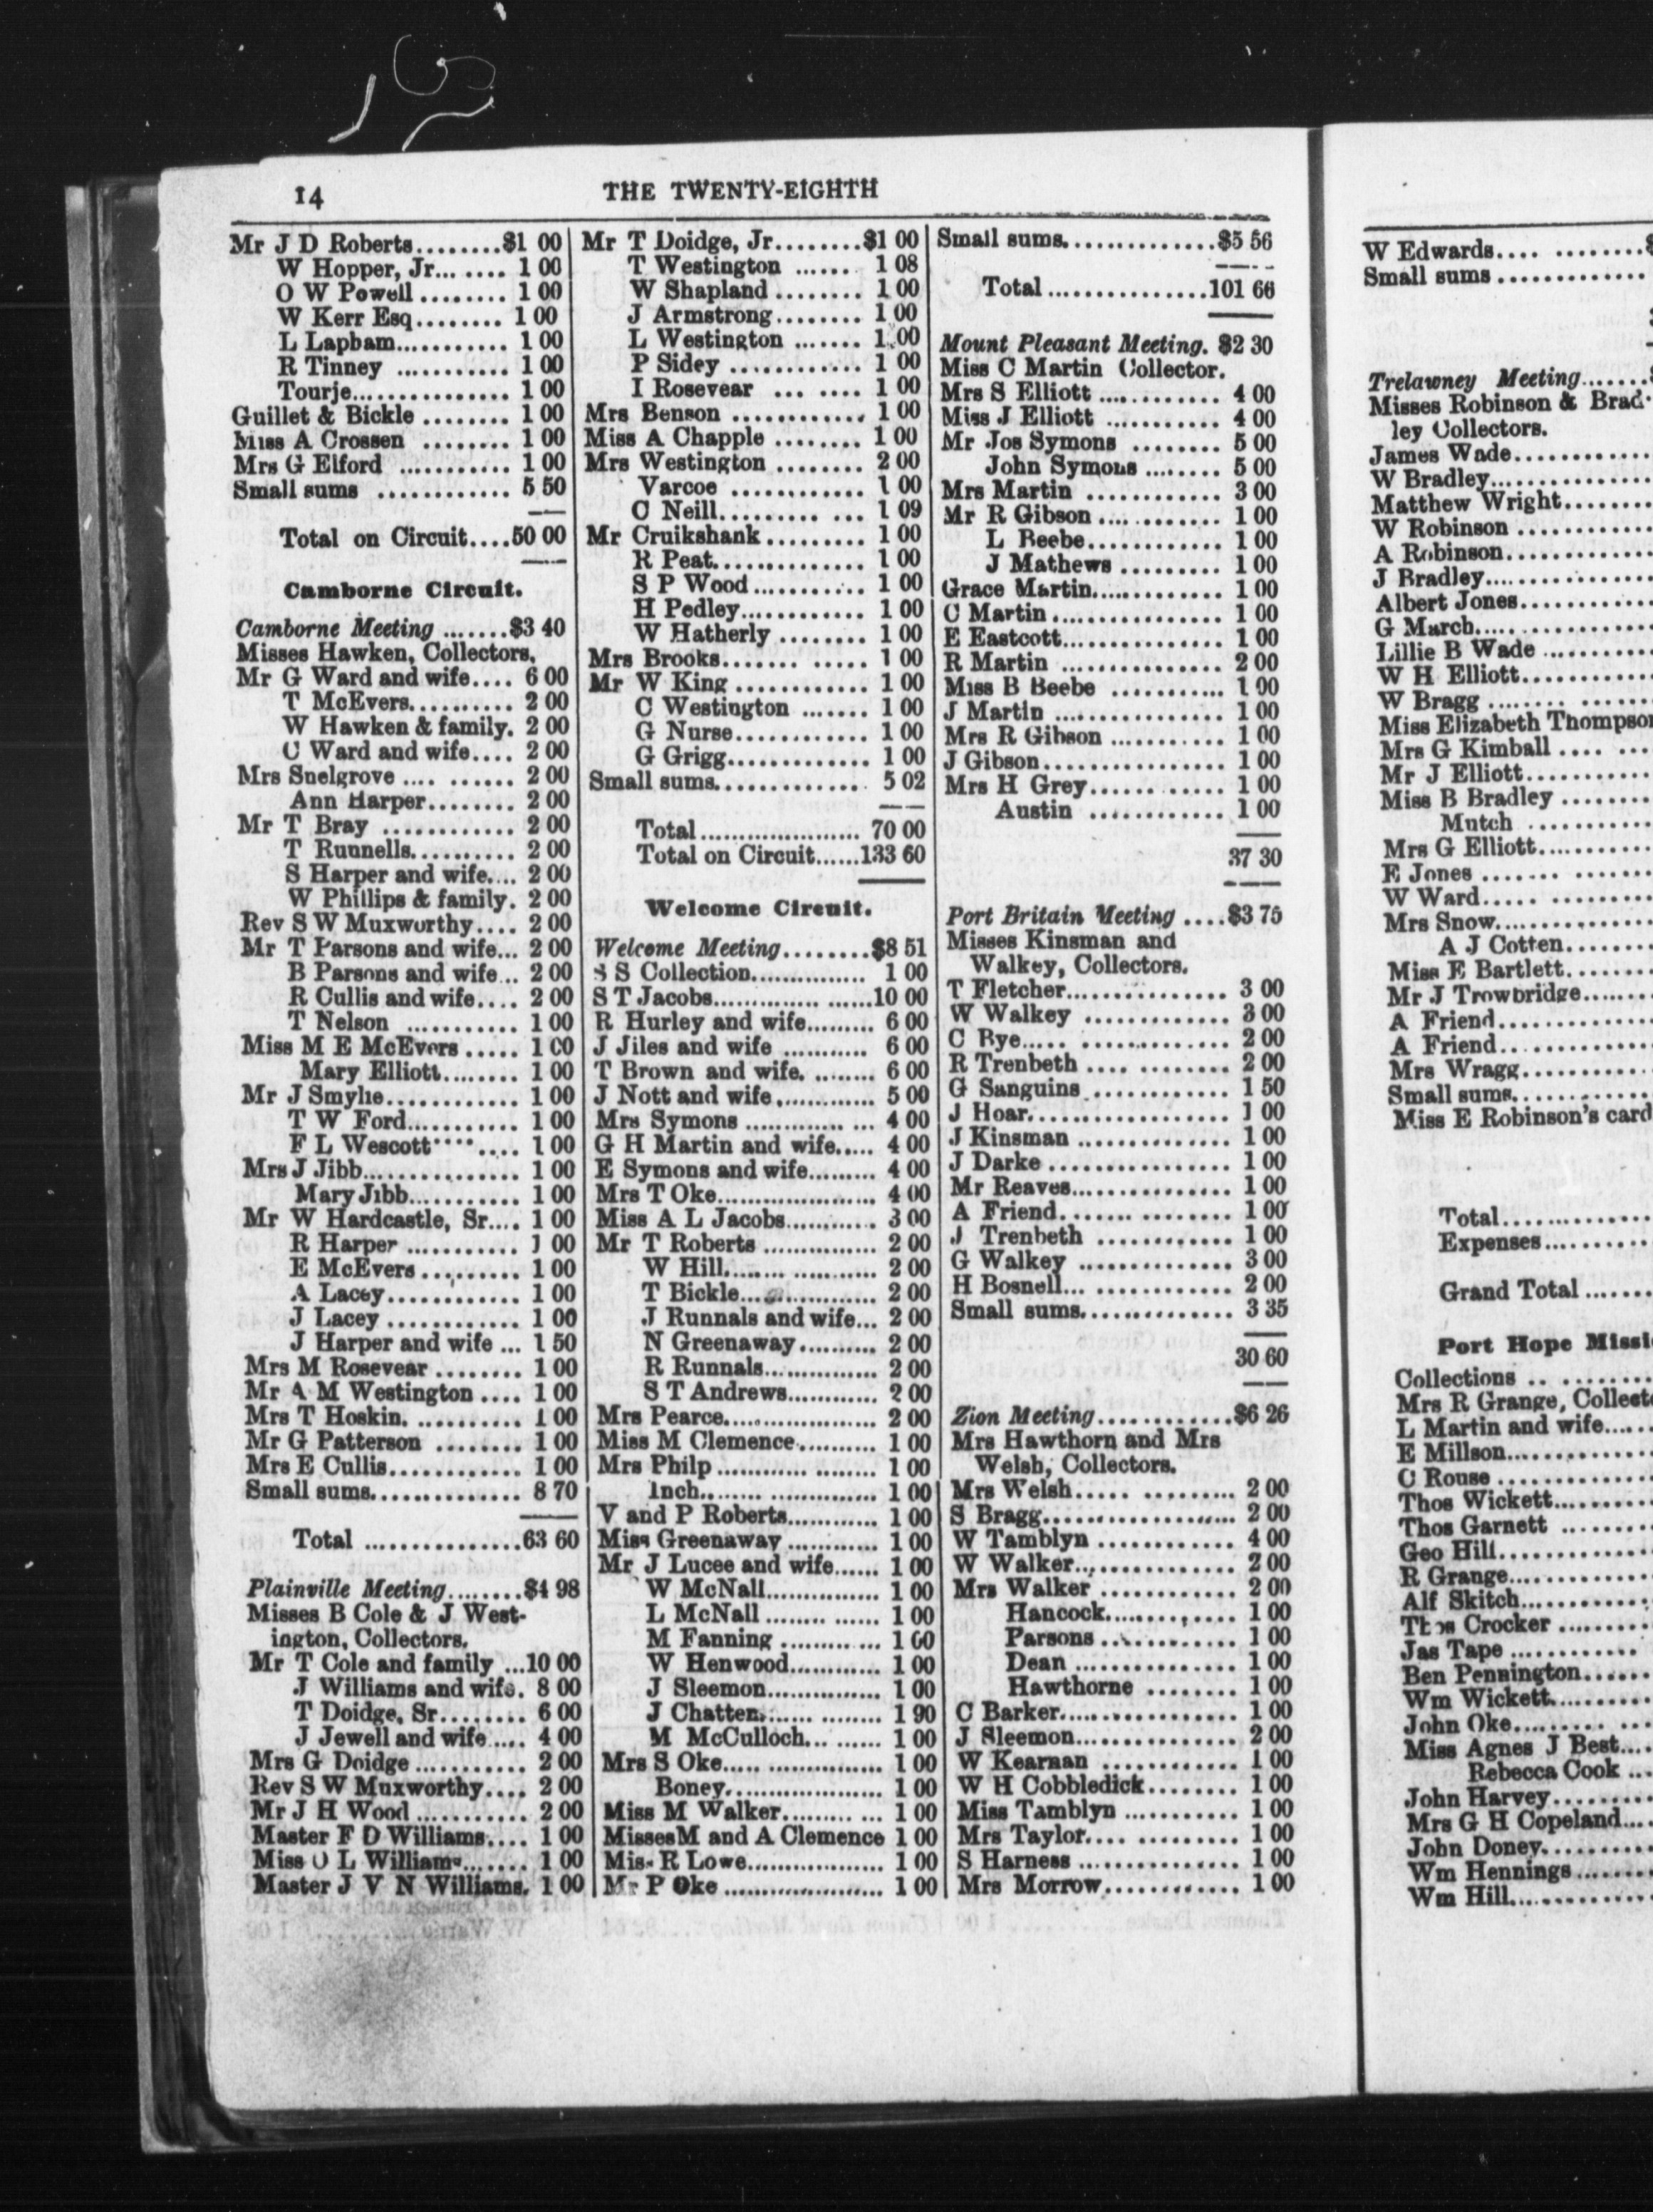 14
THE TWENTY-EIGHTH
Mr J D Roberts........$1 00
W Hopper, Jr... .... 1 00
O W Powell ......... 1 00
W Kerr Esq........ 1 00
L Lapham........... 1 00
R Tinney ........... 1 00
Tourje............... 1 00
Guillet & Bickle ........ 1 00
Miss A Crossen ........ 1 00
Mrs G Elford ........... 1 00
Small sums ............ 5 50
Total on Circuit....50 00
Camborne Circuit.
Camborne Meeting .......$3 40
Misses Hawken, Collectors,
Mr G Ward and wife.... 6 00
T McEvers.......... 2 00
W Hawken & family. 2 00
C Ward and wife.... 2 00
Mrs Snelgrove .... ...... 2 00
Ann Harper........ 2 00
Mr T Bray ............ 2 00
T Runnells.......... 2 00
S Harper and wife.... 2 00
W Phillips & family. 2 00
Rev S W Muxworthy.... 2 00
Mr T Parsons and wife... 2 00
B Parsons and wife... 2 00
R Cullis and wife.... 2 00
T Nelson ........... 1 00
Miss M E McEvers ..... 1 00
Mary Elliott........ 1 00
Mr J Smylie............ 1 00
T W Ford........... 1 00
F L Wescott........ 1 00
Mrs J Jibb............... 1 00
Mary Jibb........... 1 00
Mr W Hardcastle, Sr.... 1 00
R Harper ........... 1 00
E McEvers.......... 1 00
A Lacey............ 1 00
J Lacey ............ 1 00
J Harper and wife ... 1 50
Mrs M Rosevear ........ 1 00
Mr A M Westington .... 1 00
Mrs T Hoskin. .......... 1 00
Mr G Patterson ........ 1 00
Mrs E Cullis............ 1 00
Small sums.............. 8 70
Total ...............63 60
Plainville Meeting........$4 98
Misses B Cole & J West-
ington, Collectors.
Mr T Cole and family ...10 00
J Williams and wife. 8 00
T Doidge, Sr........ 6 00
J Jewell and wife..... 4 00
Mrs G Doidge ........... 2 00
Rev S W Muxworthy.... 2 00
Mr J H Wood ........... 2 00
Master F D Williams.... 1 00
Miss O L Williams....... 1 00
Master J V N Williams. 1 00
Mr T Doidge, Jr........$1 00
T Westington ....... 1 08
W Shapland ........ 1 00
J Armstrong........ 1 00
L Westington ....... 1 00
P Sidey ............ 1 00
I Rosevear ... .... 1 00
Mrs Benson ............ 1 00
Miss A Chapple ........ 1 00
Mrs Westington ........ 2 00
Varcoe ............ 1 00
C Neill.......... ... 1 09
Mr Cruikshank ......... 1 00
R Peat.............. 1 00
S P Wood........... 1 00
H Pedley............ 1 00
W Hatherly ........ 1 00
Mrs Brooks....... ..... 1 00
Mr W King ............ 1 00
C Westington ....... 1 00
G Nurse............ 1 00
G Grigg............. 1 00
Small sums............. 5 02
Total...................... 70 00
Total on Circuit......133 60
Welcome Circuit.
Welcome Meeting........$8 51
S S Collection.............. 1 00
S T Jacobs.............. ......10 00
R Hurley and wife......... 6 00
J Jiles and wife ........... 6 00
T Brown and wife. ........ 6 00
J Nott and wife............. 5 00
Mrs Symons ............. ... 4 00
G H Martin and wife..... 4 00
E Symons and wife......... 4 00
Mrs T Oke..................... 4 00
Miss A L Jacobs............ 3 00
Mr T Roberts ............... 2 00
W Hill........ ............ 2 00
T Bickle................... 2 00
J Runnals and wife... 2 00
N Greenaway.......... 2 00
R Runnals............... 2 00
S T Andrews............ 2 00
Mrs Pearce.................... 2 00
Miss M Clemence........... 1 00
Mrs Philp ............ ........ 1 00
Inch........ .............. 1 00
V and P Roberts............ 1 00
Miss Greenaway ............ 1 00
Mr J Lucee and wife...... 1 00
W McNall............... 1 00
L McNall ........ ...... 1 00
M Fanning .......... ... 1 00
W Henwood............ 1 00
J Sleemon............... 1 00
J Chatten....... ........ 1 90
M McCulloch... ...... 1 00
Mrs S Oke..... ............... 1 00
Boney.................... 1 00
Miss M Walker......... ... 1 00
Misses M and A Clemence 1 00
Miss R Lowe.................. 1 00
Mr P Oke ..................... 1 00
Small sums...............$5 56
Total ................101 66
Mount Pleasant Meeting. $2 30
Miss C Martin Collector.
Mrs S Elliott ............ 4 00
Miss J Elliott ........... 4 00
Mr Jos Symons ........ 5 00
John Symons ........ 5 00
Mrs Martin ............ 3 00
Mr R Gibson ............ 1 00
L Beebe............ 1 00
J Mathews ......... 1 00
Grace Martin............. 1 00
C Martin................ 1 00
E Eastcott............... 1 00
R Martin ............... 2 00
Miss B Beebe ........... 1 00
J Martin ................ 1 00
Mrs R Gibson ........... 1 00
J Gibson................. 1 00
Mrs H Grey...... ...... 1 00
Austin ............ 1 00
37 30
Port Britain Meeting ....$3 75
Misses Kinsman and
Walkey, Collectors.
T Fletcher............... 3 00
W Walkey ............. 3 00
C Rye..... ............. 2 00
R Trenbeth .... ........ 2 00
G Sanguins ............. 1 50
J Hoar.................. 1 00
J Kinsman .............. 1 00
J Darke ................. 1 00
Mr Reaves............... 1 00
A Friend....... ........ 1 00
J Trenbeth ............ 1 00
G Walkey .............. 3 00
H Bosnell... ............ 2 00
Small sums.............. 3 35
30 60
Zion Meeting............$6 26
Mrs Hawthorn and Mrs
Welsh, Collectors.
Mrs Welsh..... ......... 2 00
S Bragg.................. 2 00
W Tamblyn ............ 4 00
W Walker............... 2 00
Mrs Walker ............ 2 00
Hancock............ 1 00
Parsons ............ 1 00
Dean ............... 1 00
Hawthorne ........ 1 00
C Barker................. 1 00
J Sleemon............... 2 00
W Kearnan ............ 1 00
W H Cobbledick......... 1 00
Miss Tamblyn ........... 1 00
Mrs Taylor.... ......... 1 00
S Harness ............... 1 00
Mrs Morrow............ 1 00
W Edwards.... .........$
Small sums .............
Trelawney Meeting.......$
Misses Robinson & Brad-
ley Collectors.
James Wade............
W Bradley..............
Matthew Wright........
W Robinson ............
A Robinson.............
J Bradley...............
Albert Jones............
G March................
Lillie B Wade ..........
W H Elliott............
W Bragg ........ ......
Miss Elizabeth Thompson
Mrs G Kimball .... ...
Mr J Elliott............
Miss B Bradley ........
Mutch ...........
Mrs G Elliott...........
E Jones ....... ........
W Ward..... .........
Mrs Snow...............
A J Cotten.......
Miss E Bartlett........
Mr J Trowbridge.......
A Friend...............
A Friend...............
Mrs Wragg............
Small sums.............
Miss E Robinson's card
Total..............
Expenses..........
Grand Total ......
Port Hope Missi
Collections .. ........
Mrs R Grange, Collect
L Martin and wife.....
E Millson..............
C Rouse ...............
Thos Wickett..........
Thos Garnett .........
Geo Hill...............
R Grange..............
Alf Skitch.............
Thos Crocker .........
Jas Tape ............
Ben Pennington......
Wm Wickett..........
John Oke......... ...
Miss Agnes J Best....
Rebecca Cook ...
John Harvey.........
Mrs G H Copeland....
John Doney...........
Wm Hennings .......
Wm Hill..............